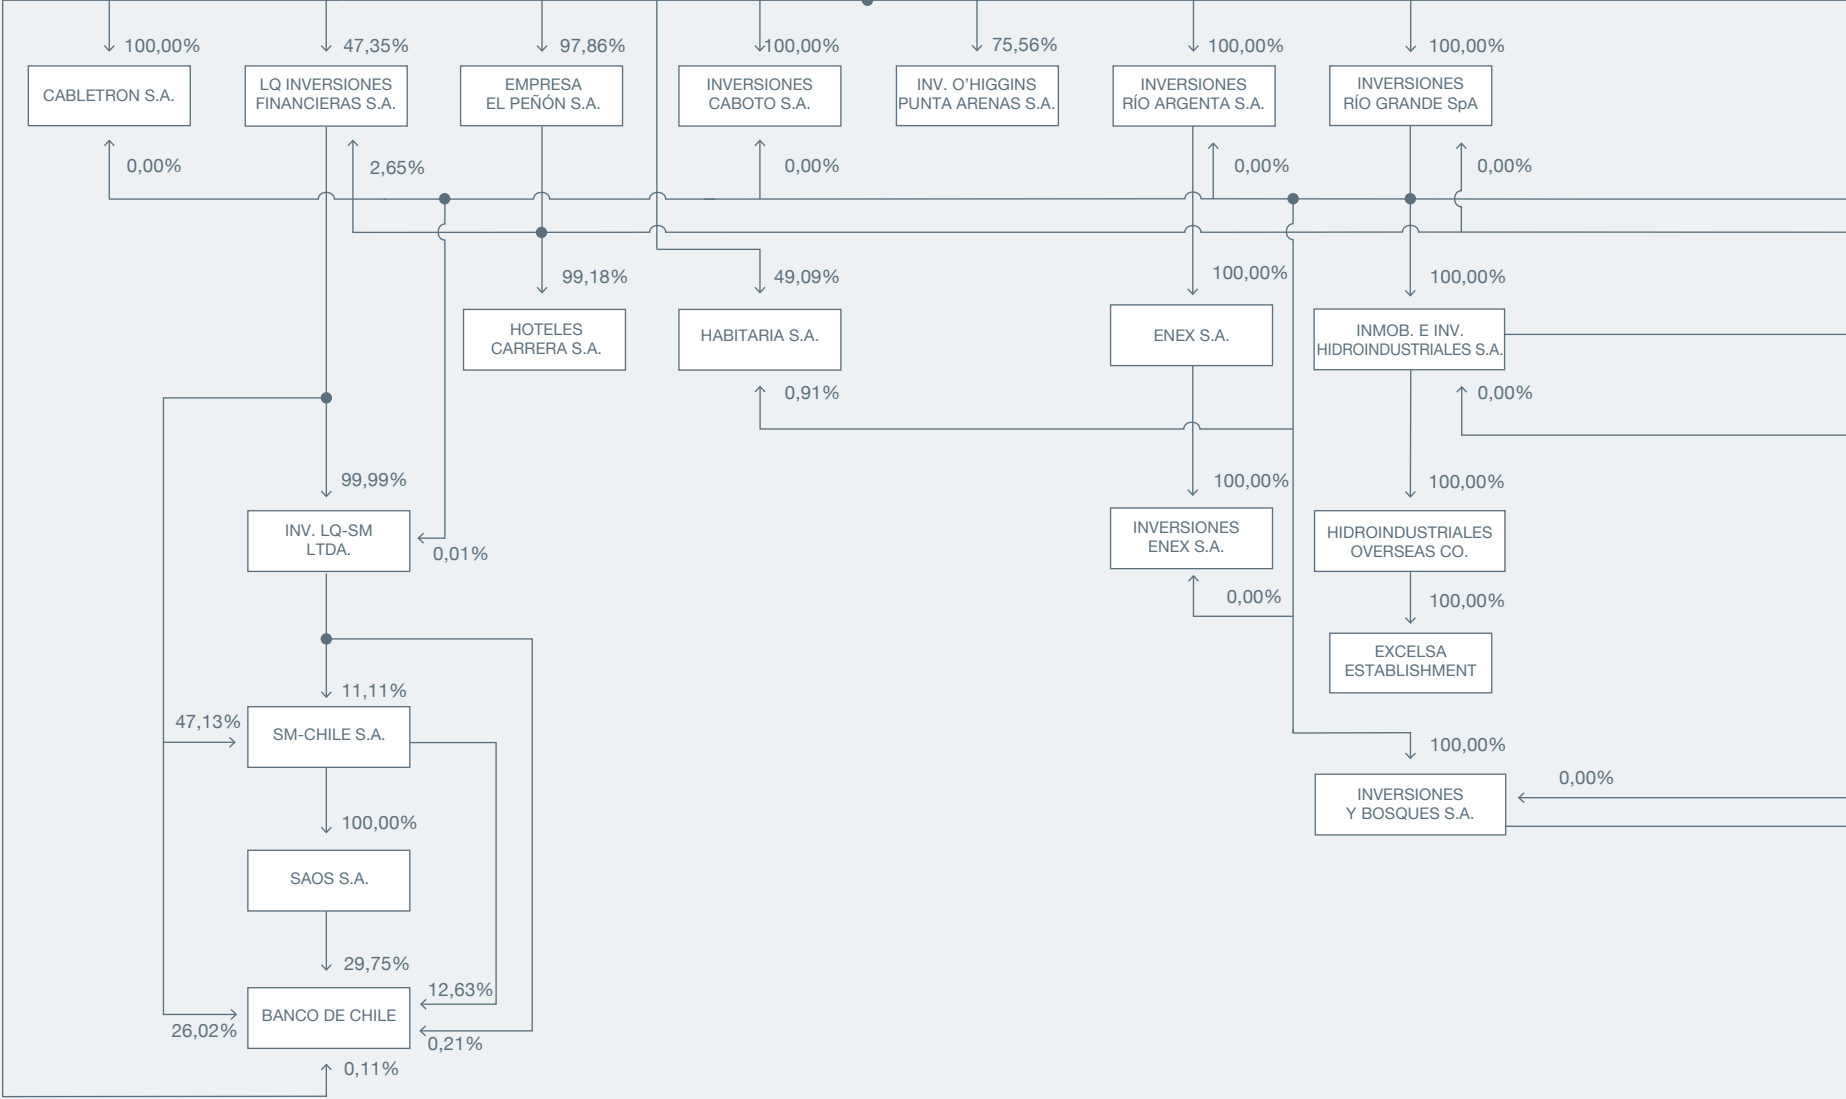 100,00%
47,35%
97,86%
100,00%
75,56%
100,00%
100,00%
CABLETRON S.A.
LQ INVERSIONES
FINANCIERAS S.A.
EMPRESA
EL PEÑÓN S.A.
INVERSIONES
CABOTO S.A.
INV. O’HIGGINS
PUNTA ARENAS S.A.
INVERSIONES
RÍO ARGENTA S.A.
INVERSIONES
RÍO GRANDE SpA
0,00%
2,65%
0,00%
0,00%
0,00%
99,18%
49,09%
100,00%
100,00%
HOTELES
CARRERA S.A.
HABITARIA S.A.
ENEX S.A.
INMOB. E INV.
HIDROINDUSTRIALES S.A.
0,91%
0,00%
99,99%
100,00%
100,00%
INV. LQ-SM
LTDA.
0,01%
INVERSIONES
ENEX S.A.
HIDROINDUSTRIALES
OVERSEAS CO.
0,00%
100,00%
EXCELSA
ESTABLISHMENT
11,11%
47,13%
SM-CHILE S.A.
100,00%
0,00%
INVERSIONES
Y BOSQUES S.A.
100,00%
SAOS S.A.
29,75%
12,63%
BANCO DE CHILE
26,02%
0,21%
0,11%